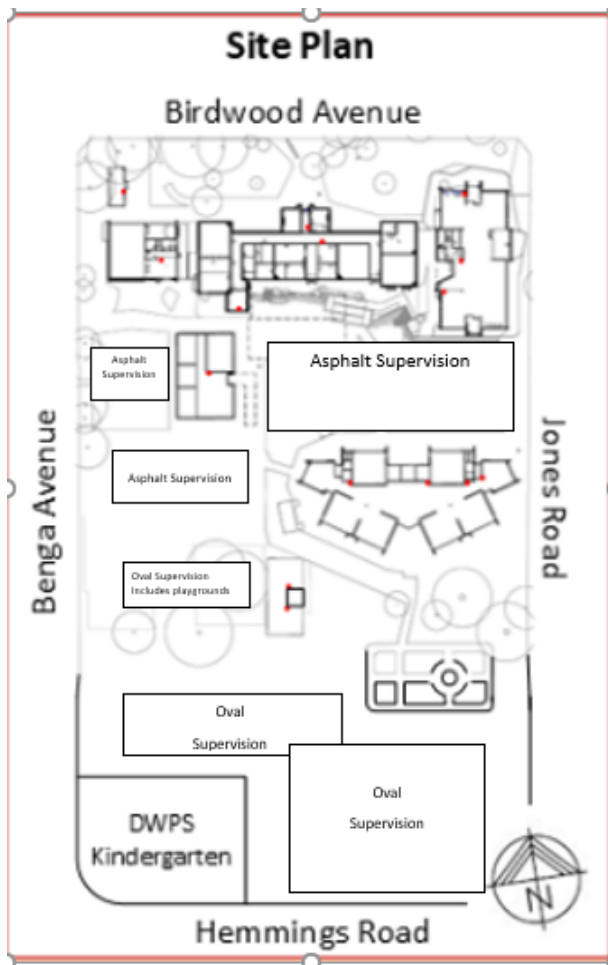 Site Plan
Birdwood Avenue
Asphalt
Supervision
Asphalt Supervision
Benga Avenue
Jones Road
Asphalt Supervision
Oval Supervision
Includes playgrounds
Oval
Supervision
Oval
Supervision
DWPS
Kindergarten
N
Hemmings Road